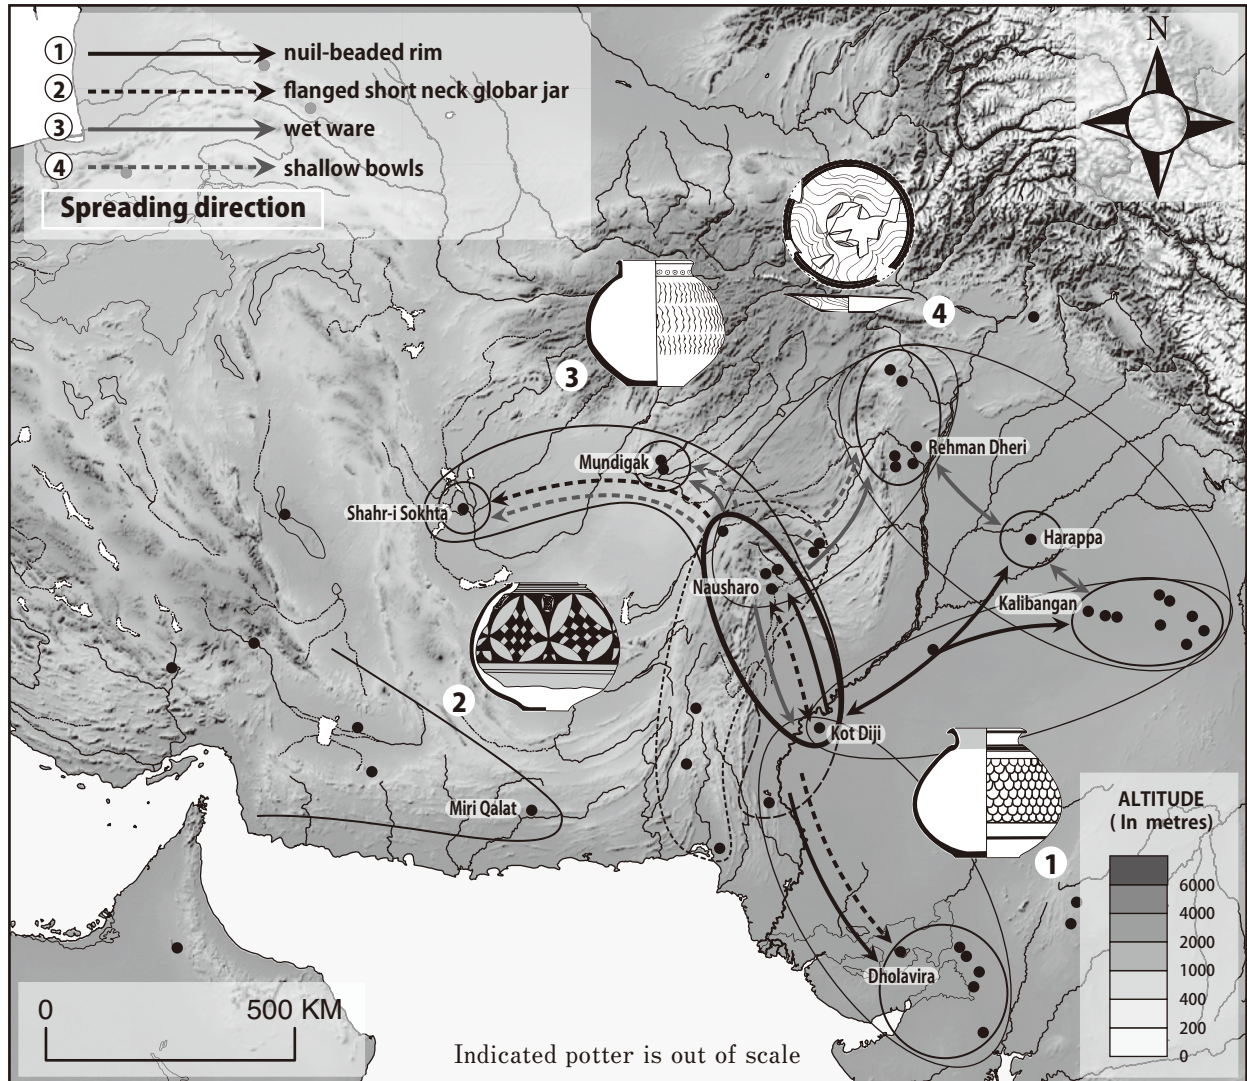 1 nuil-beaded rim
2 flanged short neck globar jar
3 wet ware
4 shallow bowls
Spreading direction
N
4
3
Mundigak
Rehman Dheri
Shahr-i Sokhta
Harappa
Nausharo
Kalibangan
2
Kot Diji
Miri Qalat
1
Dholavira
ALTITUDE
( In metres)
6000
4000
2000
1000
400
200
0
0 500 KM
Indicated potter is out of scale